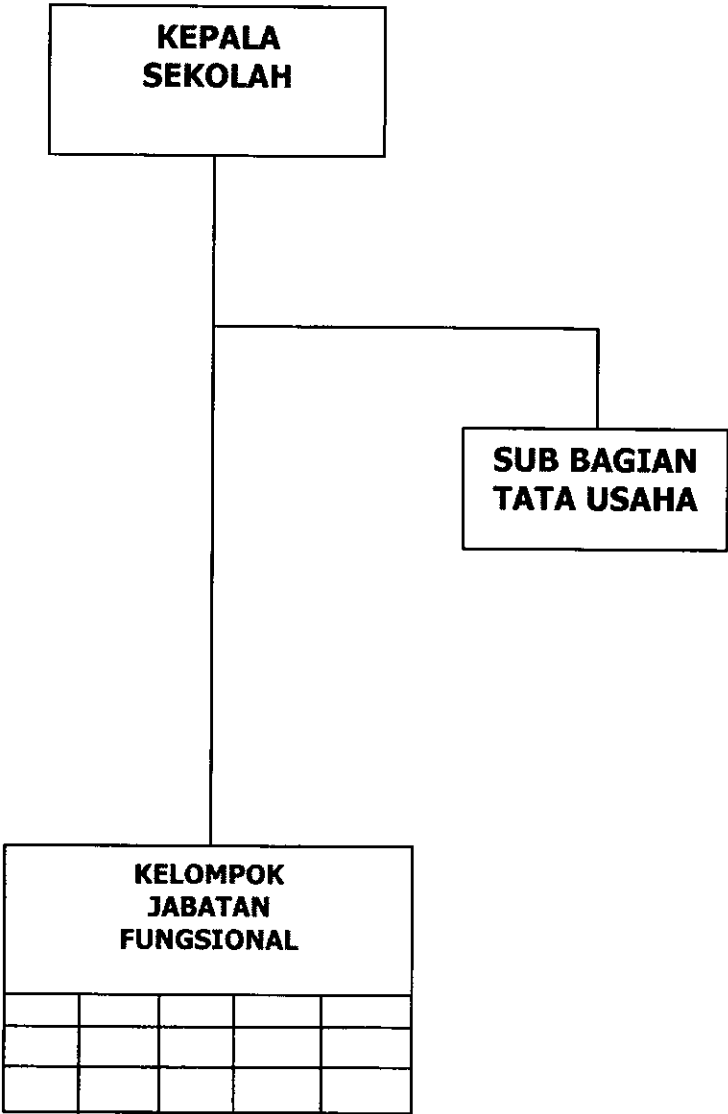 KEPALA
SEKOLAH
SUB BAGIAN
TATA USAHA
KELOMPOK
JABATAN
FUNGSIONAL